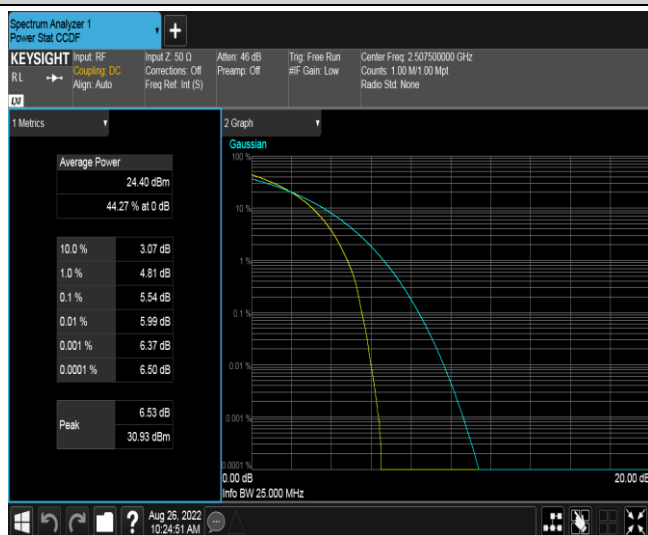 Spectrum Analyzer 1
Power Stat CCDF
KEYSIGHT
RL
LXI
Input: RF
Coupling: DC
Align: Auto
Input Z: 50 Ω
Corrections: Off
Freq Ref: Int (S)
Atten: 46 dB
Preamp: Off
Trig: Free Run
#IF Gain: Low
Center Freq: 2.507500000 GHz
Counts: 1.00 M/1.00 Mpt
Radio Std: None
1 Metrics
Average Power
24.40 dBm
44.27 % at 0 dB
10.0 % 3.07 dB
1.0 % 4.81 dB
0.1 % 5.54 dB
0.01 % 5.99 dB
0.001 % 6.37 dB
0.0001 % 6.50 dB
Peak
6.53 dB
30.93 dBm
2 Graph
Gaussian
100 %
10 %
1 %
0.1 %
0.01 %
0.001 %
0.0001 %
0.00 dB 20.00 dB
Info BW 25.000 MHz
Aug 26, 2022
10:24:51 AM